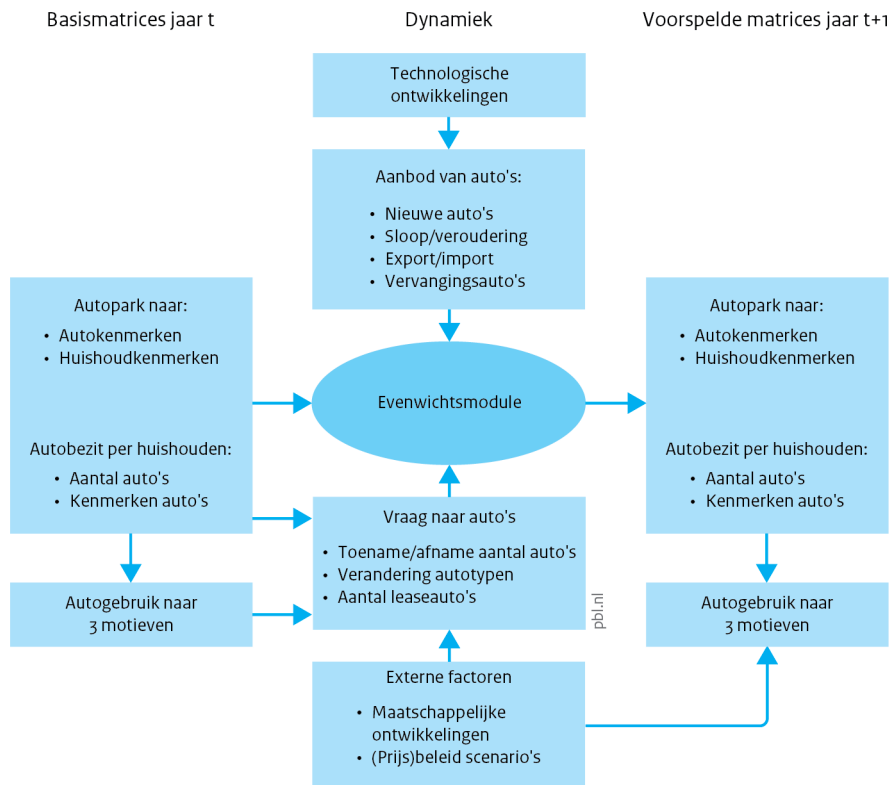 Basismatrices jaar t
Dynamiek
Voorspelde matrices jaar t+1
Technologische
ontwikkelingen
Aanbod van auto's:
• Nieuwe auto's
• Sloop/veroudering
• Export/import
• Vervangingsauto's
Autopark naar:
• Autokenmerken
• Huishoudkenmerken
Autobezit per huishouden:
• Aantal auto's
• Kenmerken auto's
Autogebruik naar
3 motieven
Evenwichtsmodule
Vraag naar auto's
• Toename/afname aantal auto's
• Verandering autotypen
• Aantal leaseauto's
Externe factoren
• Maatschappelijke
ontwikkelingen
• (Prijs)beleid scenario's
pbl.nl
Autopark naar:
• Autokenmerken
• Huishoudkenmerken
Autobezit per huishouden:
• Aantal auto's
• Kenmerken auto's
Autogebruik naar
3 motieven